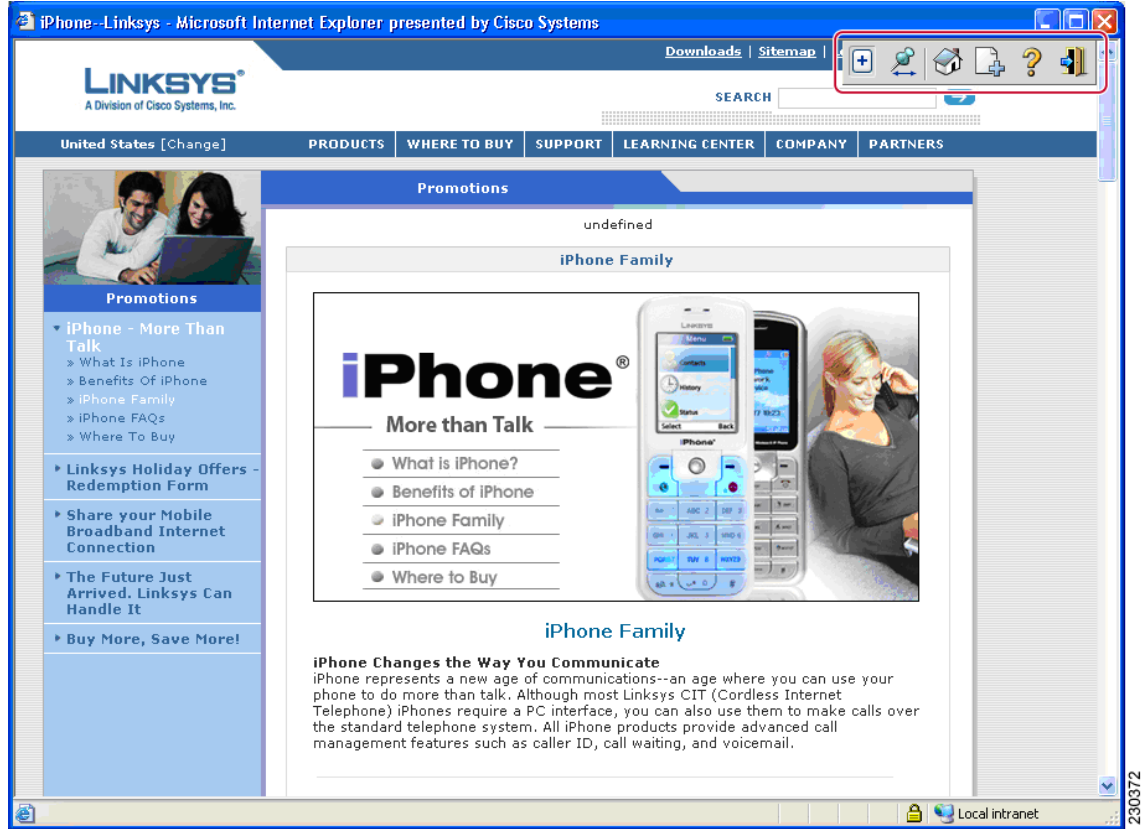 iPhone--Linksys - Microsoft Internet Explorer presented by Cisco Systems
Downloads | Sitemap |
LINKSYS®
A Division of Cisco Systems, Inc.
SEARCH
United States [Change]
PRODUCTS
WHERE TO BUY
SUPPORT
LEARNING CENTER
COMPANY
PARTNERS
Promotions
iPhone - More Than
Talk
» What Is iPhone
» Benefits Of iPhone
» iPhone Family
» iPhone FAQs
» Where To Buy
Linksys Holiday Offers -
Redemption Form
Share your Mobile
Broadband Internet
Connection
The Future Just
Arrived. Linksys Can
Handle It
Buy More, Save More!
Promotions
undefined
iPhone Family
iPhone®
More than Talk
What is iPhone?
Benefits of iPhone
iPhone Family
iPhone FAQs
Where to Buy
LINKSYS
Menu
Contacts
History
Status
Select Back
iPhone
iPhone Family
iPhone Changes the Way You Communicate
iPhone represents a new age of communications--an age where you can use your
phone to do more than talk. Although most Linksys CIT (Cordless Internet
Telephone) iPhones require a PC interface, you can also use them to make calls over
the standard telephone system. All iPhone products provide advanced call
management features such as caller ID, call waiting, and voicemail.
Local intranet
230372